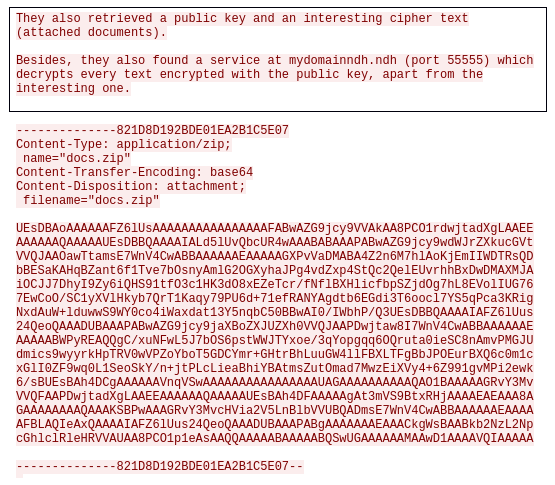 They also retrieved a public key and an interesting cipher text
(attached documents).
Besides, they also found a service at mydomainndh.ndh (port 55555) which
decrypts every text encrypted with the public key, apart from the
interesting one.
--------------821D8D192BDE01EA2B1C5E07
Content-Type: application/zip;
 name="docs.zip"
Content-Transfer-Encoding: base64
Content-Disposition: attachment;
 filename="docs.zip"
UEsDBAoAAAAAAFZ6lUsAAAAAAAAAAAAAAAAFABwAZG9jcy9VVAkAA8PCO1rdwjtadXgLAAEE
AAAAAAQAAAAAUEsDBBQAAAAIALd5lUvQbcUR4wAAABABAAAPABwAZG9jcy9wdWJrZXkucGVt
VVQJAAOawTtamsE7WnV4CwABBAAAAAAEAAAAAGXPvVaDMABA4Z2n6M7hlAoKjEmIIWDTRsQD
bBESaKAHqBZant6f1Tve7bOsnyAmlG2OGXyhaJPg4vdZxp4StQc2QelEUvrhhBxDwDMAXMJA
iOCJJ7DhyI9Zy6iQHS91tfO3c1HK3dO8xEZeTcr/fNflBXHlicfbpSZjdOg7hL8EVolIUG76
7EwCoO/SC1yXVlHkyb7QrT1Kaqy79PU6d+71efRANYAgdtb6EGdi3T6oocl7YS5qPca3KRig
NxdAuW+lduwwS9WY0co4iWaxdat13Y5nqbC50BBwAI0/IWbhP/Q3UEsDBBQAAAAIAFZ6lUus
24QeoQAAADUBAAAPABwAZG9jcy9jaXBoZXJUZXh0VVQJAAPDwjtaw8I7WnV4CwABBAAAAAAE
AAAAABWPyREAQQgC/xuNFwL5J7bOS6pstWWJTYxoe/3qYopgqq6OQruta0ieSC8nAmvPMGJU
dmics9wyyrkHpTRV0wVPZoYboT5GDCYmr+GHtrBhLuuGW4llFBXLTFgBbJPOEurBXQ6c0m1c
xGlI0ZF9wq0L1SeoSkY/n+jtPLcLieaBhiYBAtmsZutOmad7MwzEiXVy4+6Z991gvMPi2ewk
6/sBUEsBAh4DCgAAAAAAVnqVSwAAAAAAAAAAAAAAAAUAGAAAAAAAAAAQAO1BAAAAAGRvY3Mv
VVQFAAPDwjtadXgLAAEEAAAAAAQAAAAAUEsBAh4DFAAAAAgAt3mVS9BtxRHjAAAAEAEAAA8A
GAAAAAAAAQAAAKSBPwAAAGRvY3MvcHVia2V5LnBlbVVUBQADmsE7WnV4CwABBAAAAAAEAAAA
AFBLAQIeAxQAAAAIAFZ6lUus24QeoQAAADUBAAAPABgAAAAAAAEAAACkgWsBAABkb2NzL2Np
cGhlclRleHRVVAUAA8PCO1p1eAsAAQQAAAAABAAAAABQSwUGAAAAAAMAAwD1AAAAVQIAAAAA
--------------821D8D192BDE01EA2B1C5E07--